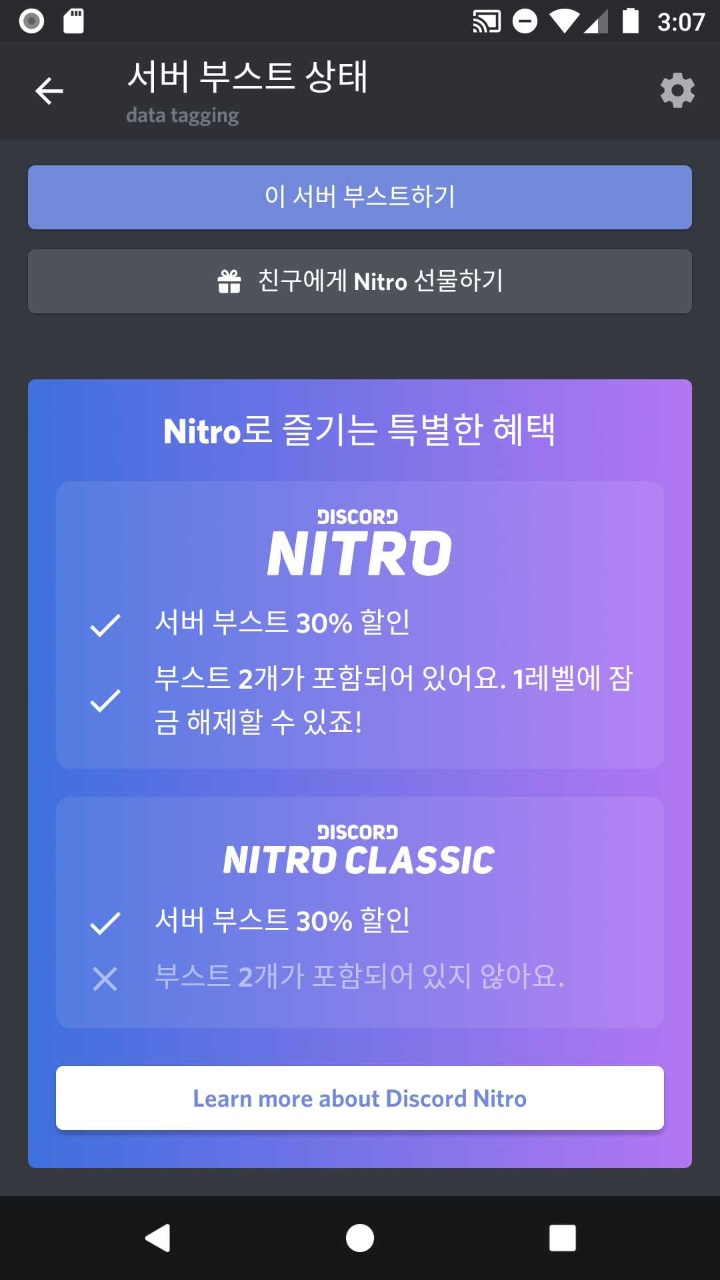 3:07
서버 부스트 상태
data tagging
이 서버 부스트하기
친구에게 Nitro 선물하기
Nitro로 즐기는 특별한 혜택
DISCORD
NITRO
서버 부스트 30% 할인
부스트 2개가 포함되어 있어요. 1레벨에 잠
금 해제할 수 있죠!
DISCORD
NITRO CLASSIC
서버 부스트 30% 할인
부스트 2개가 포함되어 있지 않아요.
Learn more about Discord Nitro